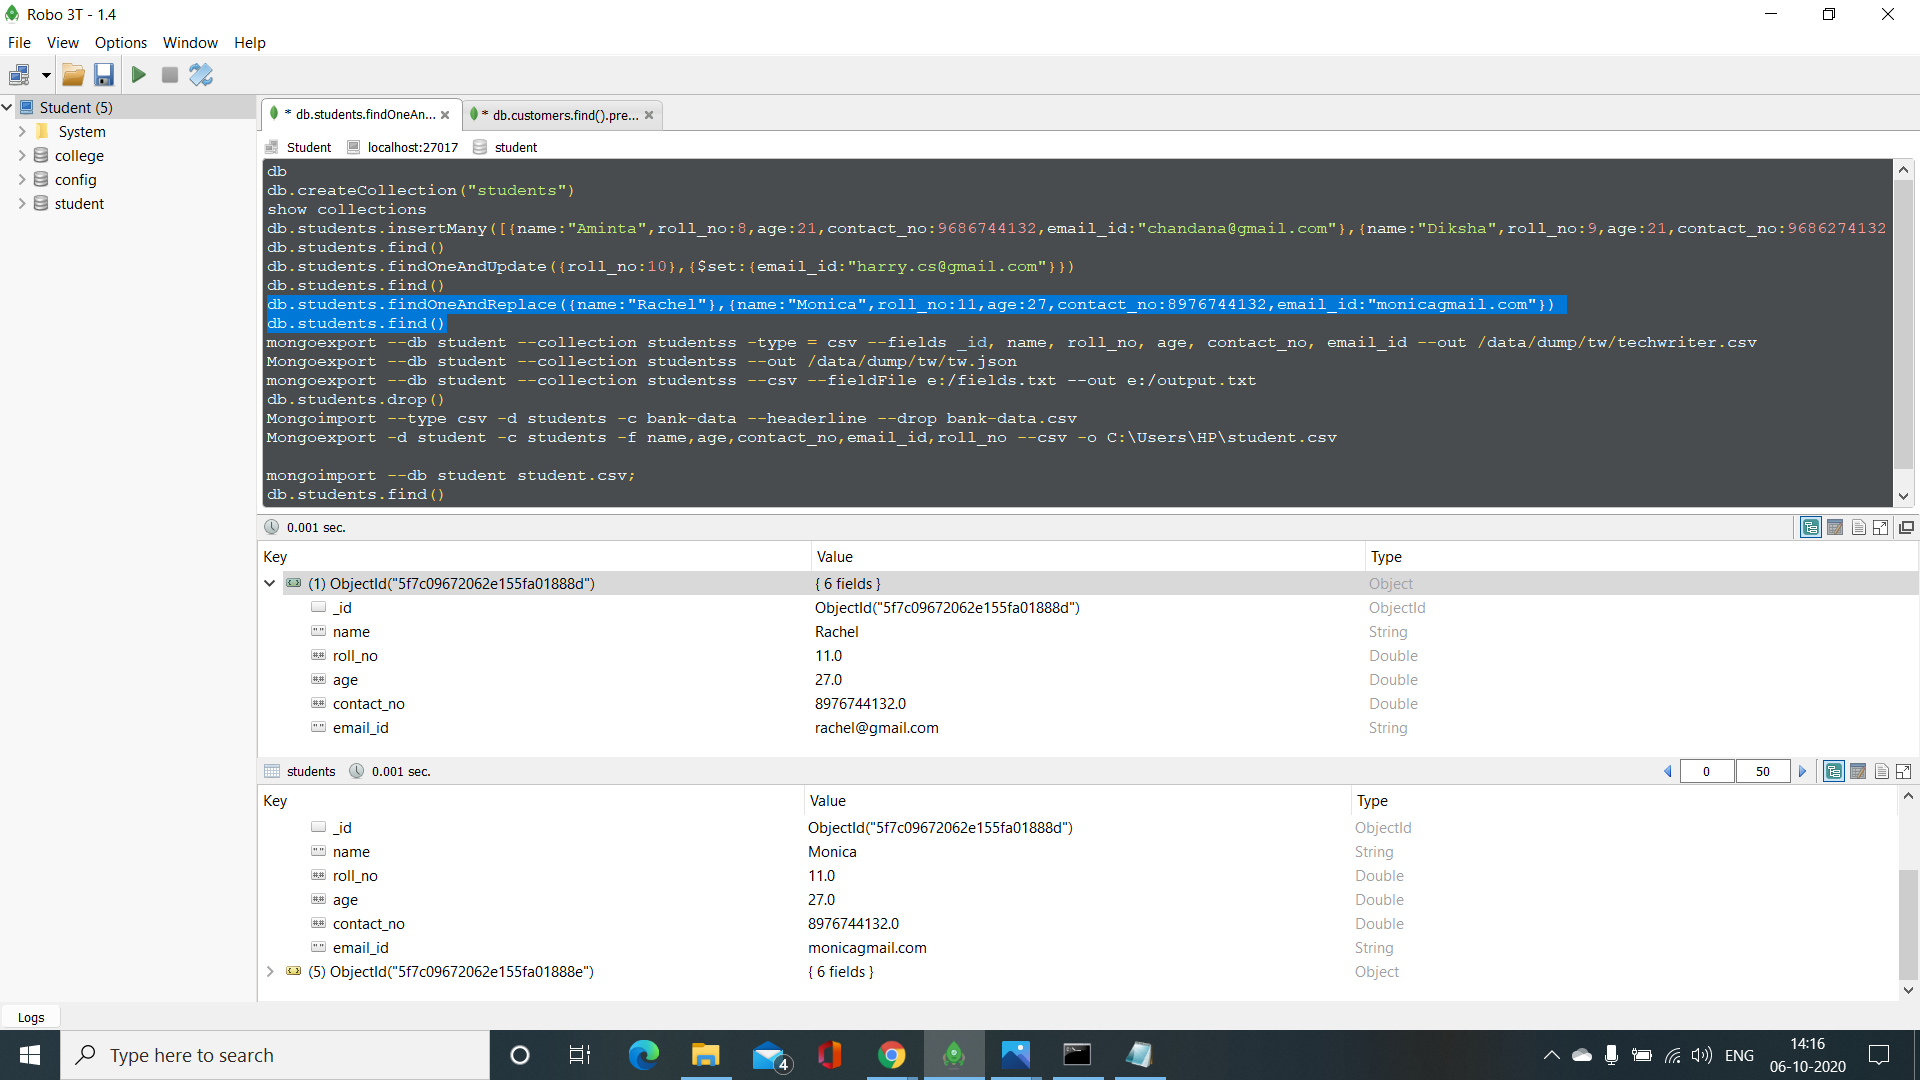 Robo 3T - 1.4
File View Options Window Help
Student (5)
System
college
config
student
* db.students.findOneAn...
* db.customers.find().pre...
Student localhost:27017 student
db
db.createCollection("students")
show collections
db.students.insertMany([{name:"Aminta",roll_no:8,age:21,contact_no:9686744132,email_id:"chandana@gmail.com"},{name:"Diksha",roll_no:9,age:21,contact_no:9686274132
db.students.find()
db.students.findOneAndUpdate({roll_no:10},{$set:{email_id:"harry.cs@gmail.com"}})
db.students.find()
db.students.findOneAndReplace({name:"Rachel"},{name:"Monica",roll_no:11,age:27,contact_no:8976744132,email_id:"monicagmail.com"})
db.students.find()
mongoexport --db student --collection studentss -type = csv --fields _id, name, roll_no, age, contact_no, email_id --out /data/dump/tw/techwriter.csv
Mongoexport --db student --collection studentss --out /data/dump/tw/tw.json
mongoexport --db student --collection studentss --csv --fieldFile e:/fields.txt --out e:/output.txt
db.students.drop()
Mongoimport --type csv -d students -c bank-data --headerline --drop bank-data.csv
Mongoexport -d student -c students -f name,age,contact_no,email_id,roll_no --csv -o C:\Users\HP\student.csv
mongoimport --db student student.csv;
db.students.find()
0.001 sec.
Key Value Type
(1) ObjectId("5f7c09672062e155fa01888d") { 6 fields } Object
_id ObjectId("5f7c09672062e155fa01888d") ObjectId
name Rachel String
roll_no 11.0 Double
age 27.0 Double
contact_no 8976744132.0 Double
email_id rachel@gmail.com String
students 0.001 sec. 0 50
Key Value Type
_id ObjectId("5f7c09672062e155fa01888d") ObjectId
name Monica String
roll_no 11.0 Double
age 27.0 Double
contact_no 8976744132.0 Double
email_id monicagmail.com String
(5) ObjectId("5f7c09672062e155fa01888e") { 6 fields } Object
Logs
Type here to search
4
ENG
14:16
06-10-2020